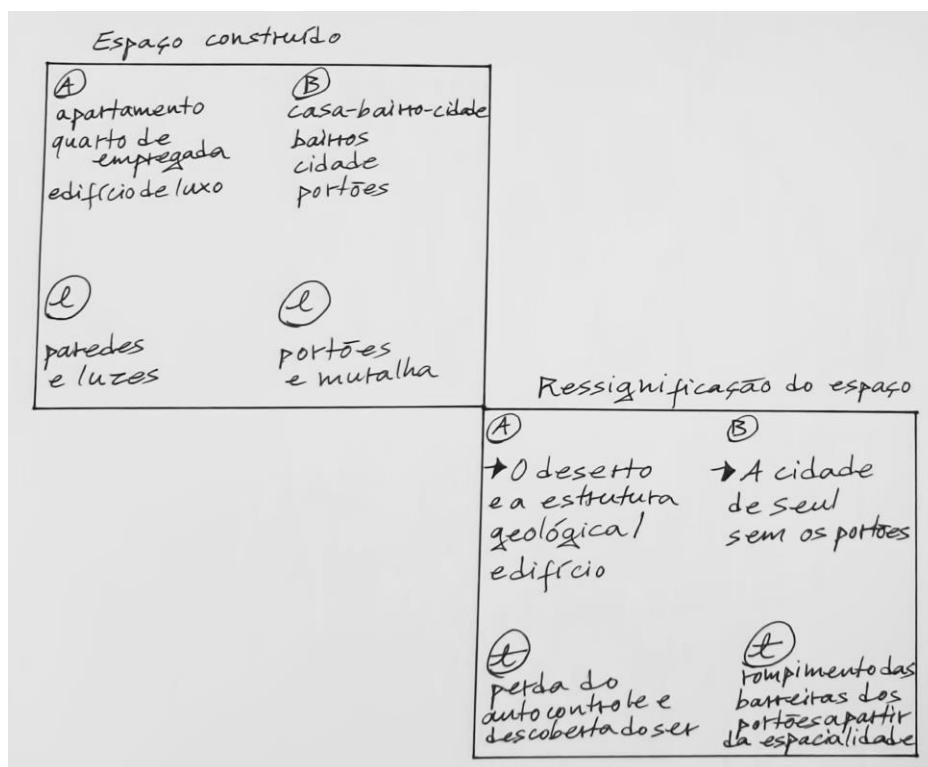 Espaço construído
A
apartamento
quarto de
empregada
edifício de luxo
l
paredes
e luzes
B
casa-bairro-cidade
bairros
cidade
portões
l
portões
e muralha
Ressignificação do espaço
A
→ O deserto
e a estrutura
geológica/
edifício
t
perda do
autocontrole e
descoberta do ser
B
→ A cidade
de Seul
sem os portões
t
rompimento das
barreiras dos
portões a partir
da espacialidade